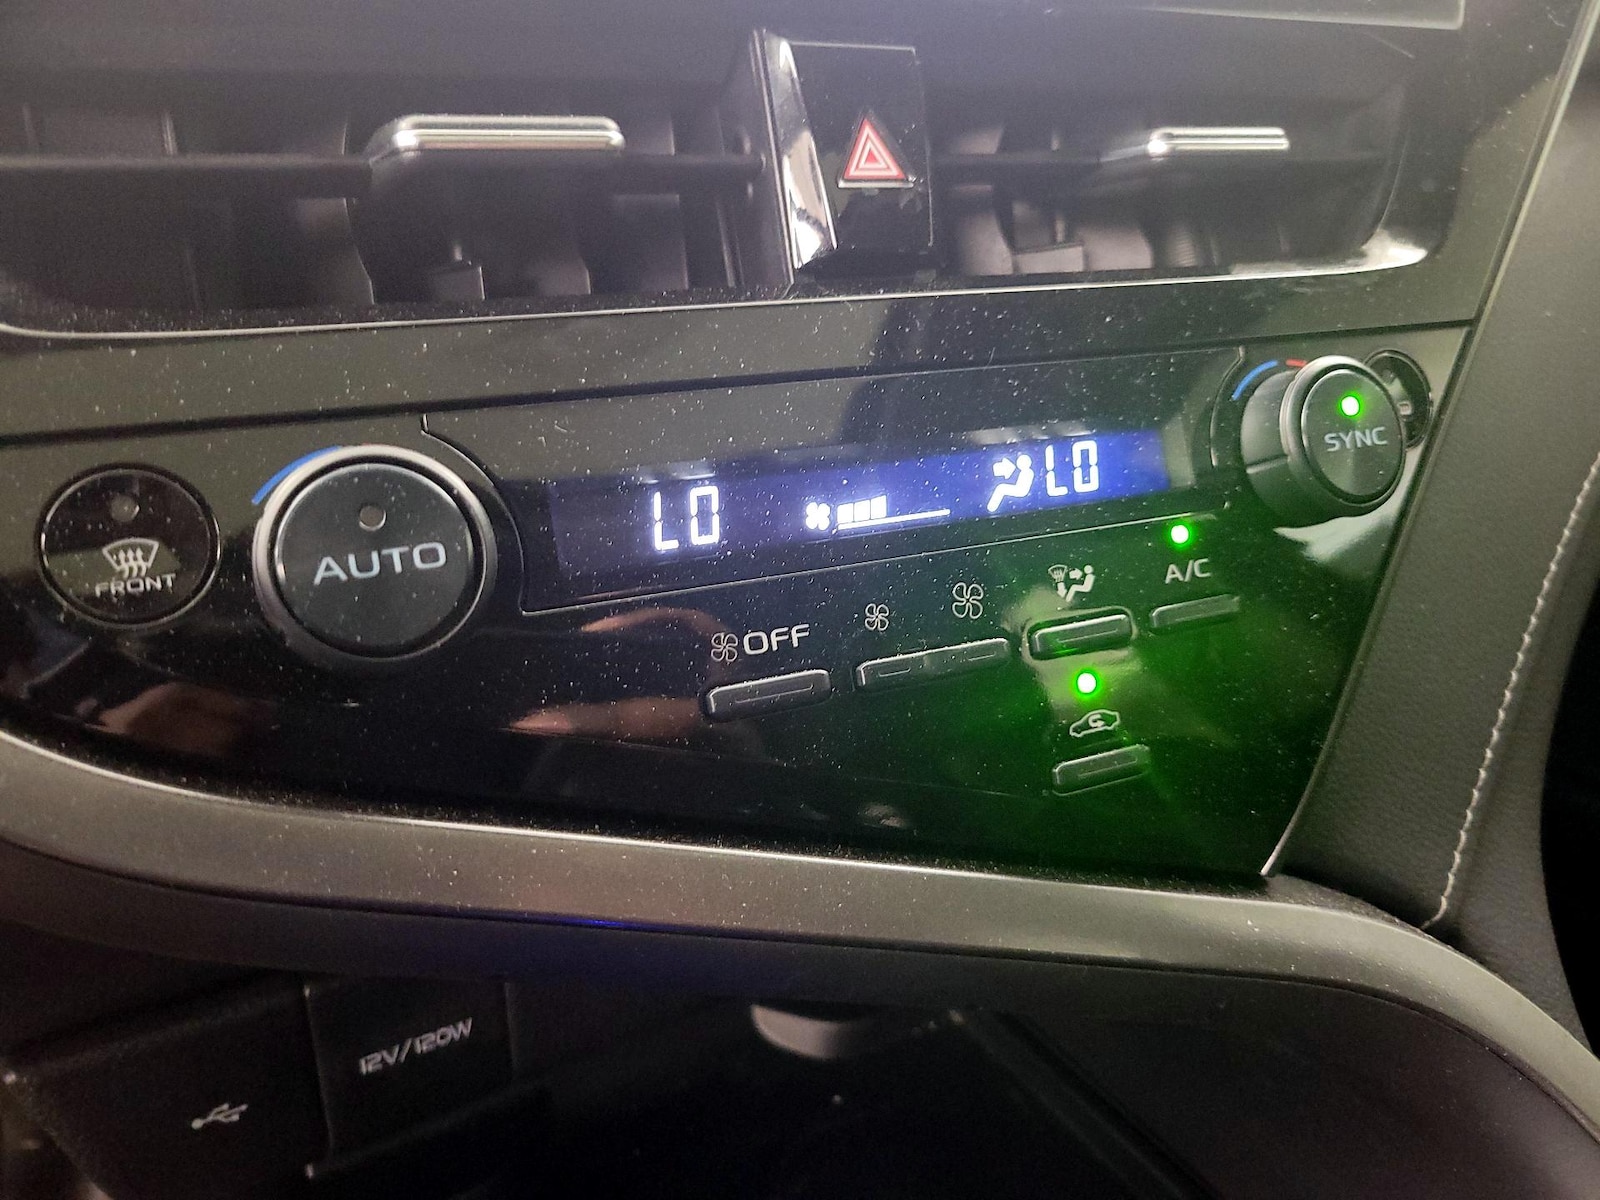 SYNC
LO LO
A/C
AUTO
FRONT
OFF
12V/120W